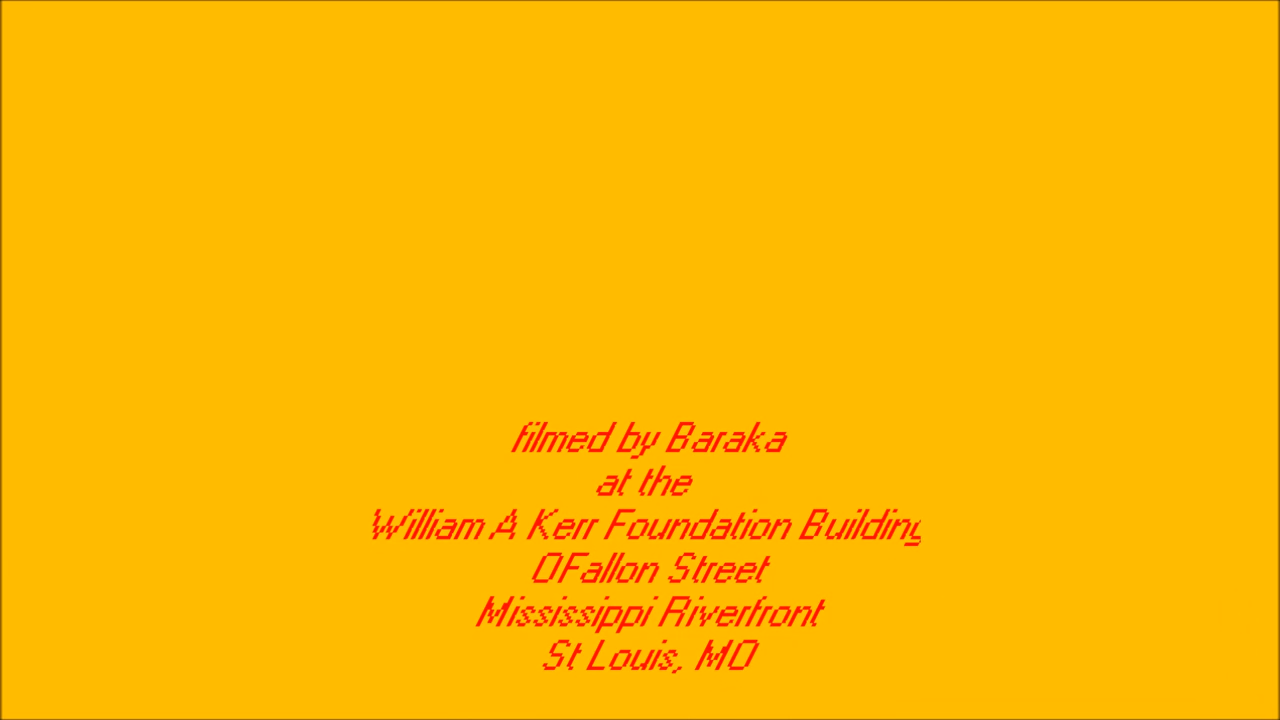 filmed by Baraka
at the
William A Kerr Foundation Building
OFallon Street
Mississippi Riverfront
St Louis, MO